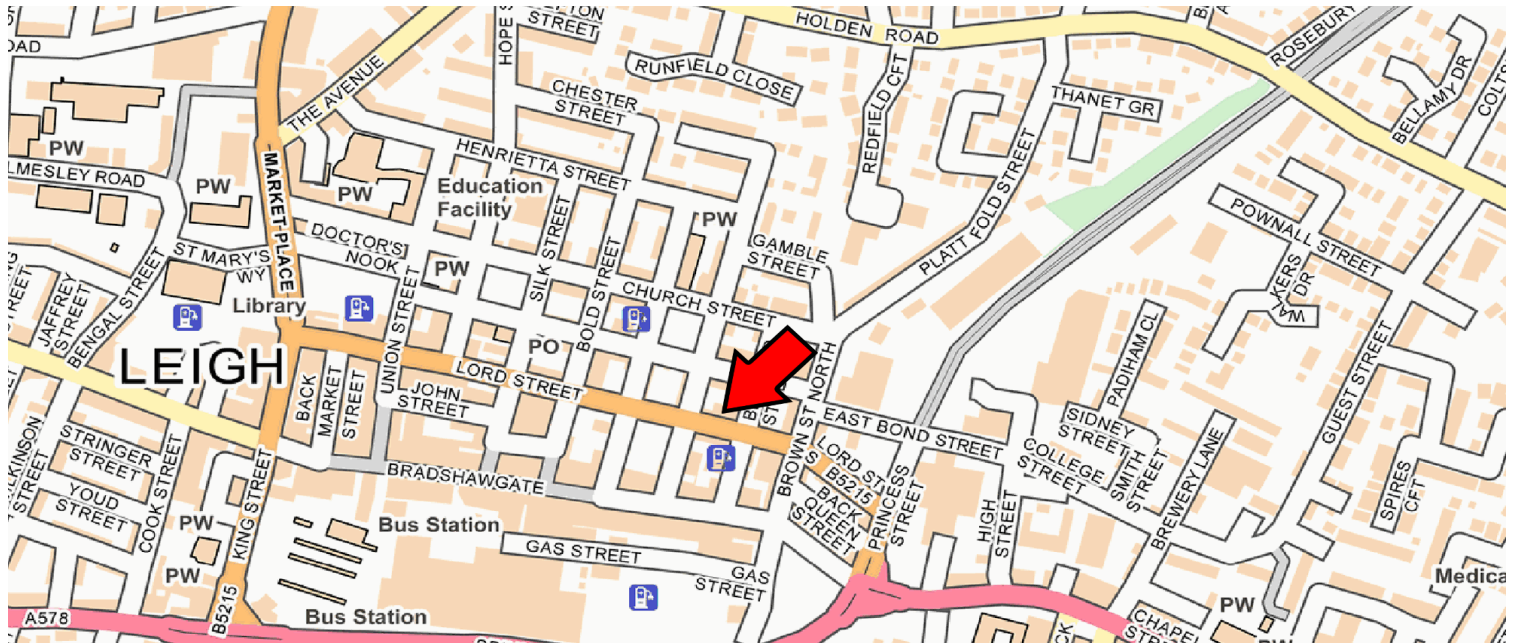 HOLDEN ROAD
ROSEBURY
HOPE S
STREET
RUNFIELD CLOSE
REDFIELD CFT
THANET GR
BELLAMY DR
COLTO
OAD
THE AVENUE
CHESTER
STREET
PW
HENRIETTA STREET
LMESLEY ROAD
PW
MARKET PLACE
PW
Education
Facility
PLATT FOLD STREET
POWNALL STREET
DOCTOR'S
NOOK
SILK STREET
BOLD STREET
PW
GAMBLE
STREET
ST MARY'S
WY
PW
CHURCH STREET
WALKERS
DR
JAFFREY
STREET
BENGAL STREET
Library
UNION STREET
PO
LEIGH
LORD STREET
JOHN
STREET
BACK
MARKET
STREET
BROWN ST NORTH
EAST BOND STREET
PADIHAM CL
SIDNEY
STREET
GUEST STREET
STRINGER
STREET
YOUD
STREET
COOK STREET
KING STREET
BRADSHAWGATE
LORD ST
B5215
BACK
QUEEN
STREET
PRINCESS
STREET
COLLEGE
STREET
SMITH
STREET
BREWERY LANE
HIGH
STREET
SPIRES
CFT
PW
Bus Station
GAS STREET
GAS
STREET
PW
B5215
Bus Station
A578
Medica
PW
CHAPEL